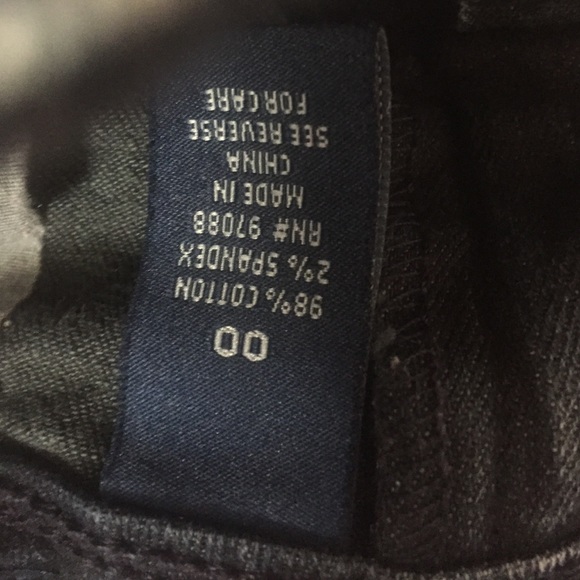 00
98% COTTON
2% SPANDEX
RN# 97088
MADE IN
CHINA
SEE REVERSE
FOR CARE